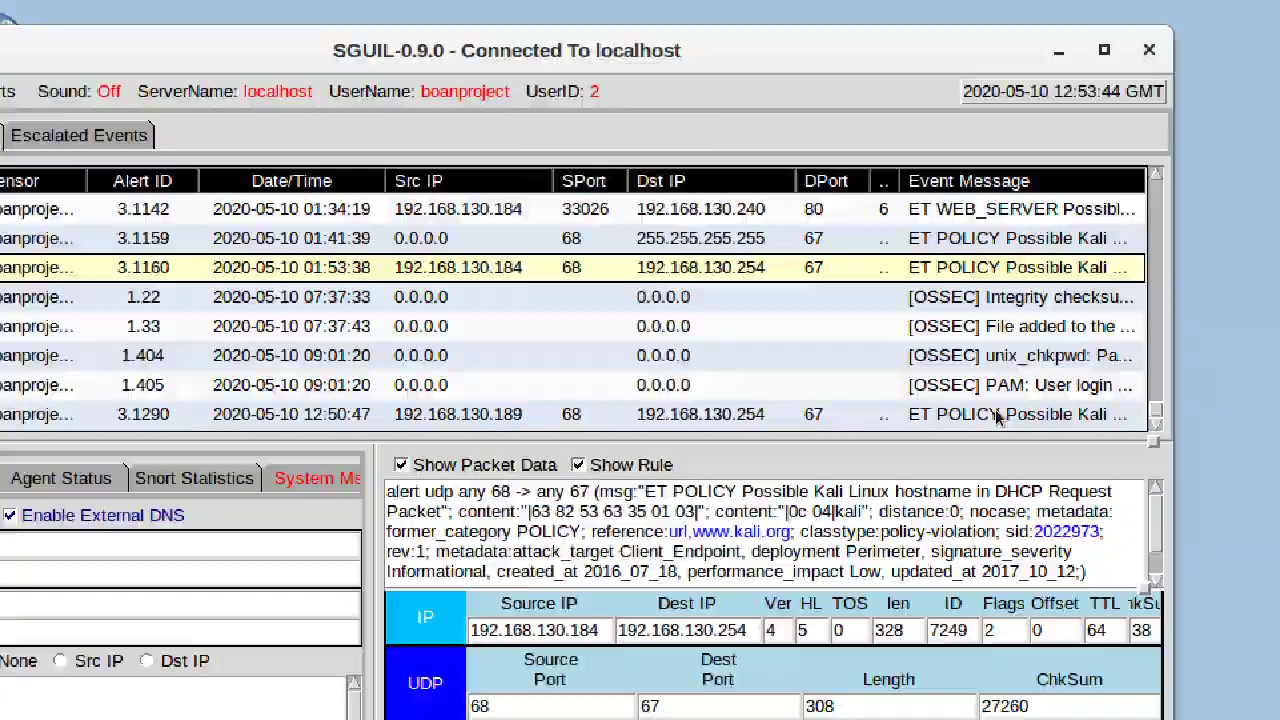 SGUIL-0.9.0 - Connected To localhost
rts Sound: Off ServerName: localhost UserName: boanproject UserID: 2 2020-05-10 12:53:44 GMT
Escalated Events
ensor Alert ID Date/Time Src IP SPort Dst IP DPort .. Event Message
oanproje... 3.1142 2020-05-10 01:34:19 192.168.130.184 33026 192.168.130.240 80 6 ET WEB_SERVER Possibl...
oanproje... 3.1159 2020-05-10 01:41:39 0.0.0.0 68 255.255.255.255 67 .. ET POLICY Possible Kali ...
oanproje... 3.1160 2020-05-10 01:53:38 192.168.130.184 68 192.168.130.254 67 .. ET POLICY Possible Kali ...
oanproje... 1.22 2020-05-10 07:37:33 0.0.0.0 0.0.0.0 [OSSEC] Integrity checksu...
oanproje... 1.33 2020-05-10 07:37:43 0.0.0.0 0.0.0.0 [OSSEC] File added to the ...
oanproje... 1.404 2020-05-10 09:01:20 0.0.0.0 0.0.0.0 [OSSEC] unix_chkpwd: Pa...
oanproje... 1.405 2020-05-10 09:01:20 0.0.0.0 0.0.0.0 [OSSEC] PAM: User login ...
oanproje... 3.1290 2020-05-10 12:50:47 192.168.130.189 68 192.168.130.254 67 .. ET POLICY Possible Kali ...
Agent Status Snort Statistics System Ms
Enable External DNS
None Src IP Dst IP
Show Packet Data Show Rule
alert udp any 68 -> any 67 (msg:"ET POLICY Possible Kali Linux hostname in DHCP Request
Packet"; content:"|63 82 53 63 35 01 03|"; content:"|0c 04|kali"; distance:0; nocase; metadata:
former_category POLICY; reference:url,www.kali.org; classtype:policy-violation; sid:2022973;
rev:1; metadata:attack_target Client_Endpoint, deployment Perimeter, signature_severity
Informational, created_at 2016_07_18, performance_impact Low, updated_at 2017_10_12;)
IP
Source IP Dest IP Ver HL TOS len ID Flags Offset TTL
192.168.130.184 192.168.130.254 4 5 0 328 7249 2 0 64 38
UDP
Source Port Dest Port Length ChkSum
68 67 308 27260